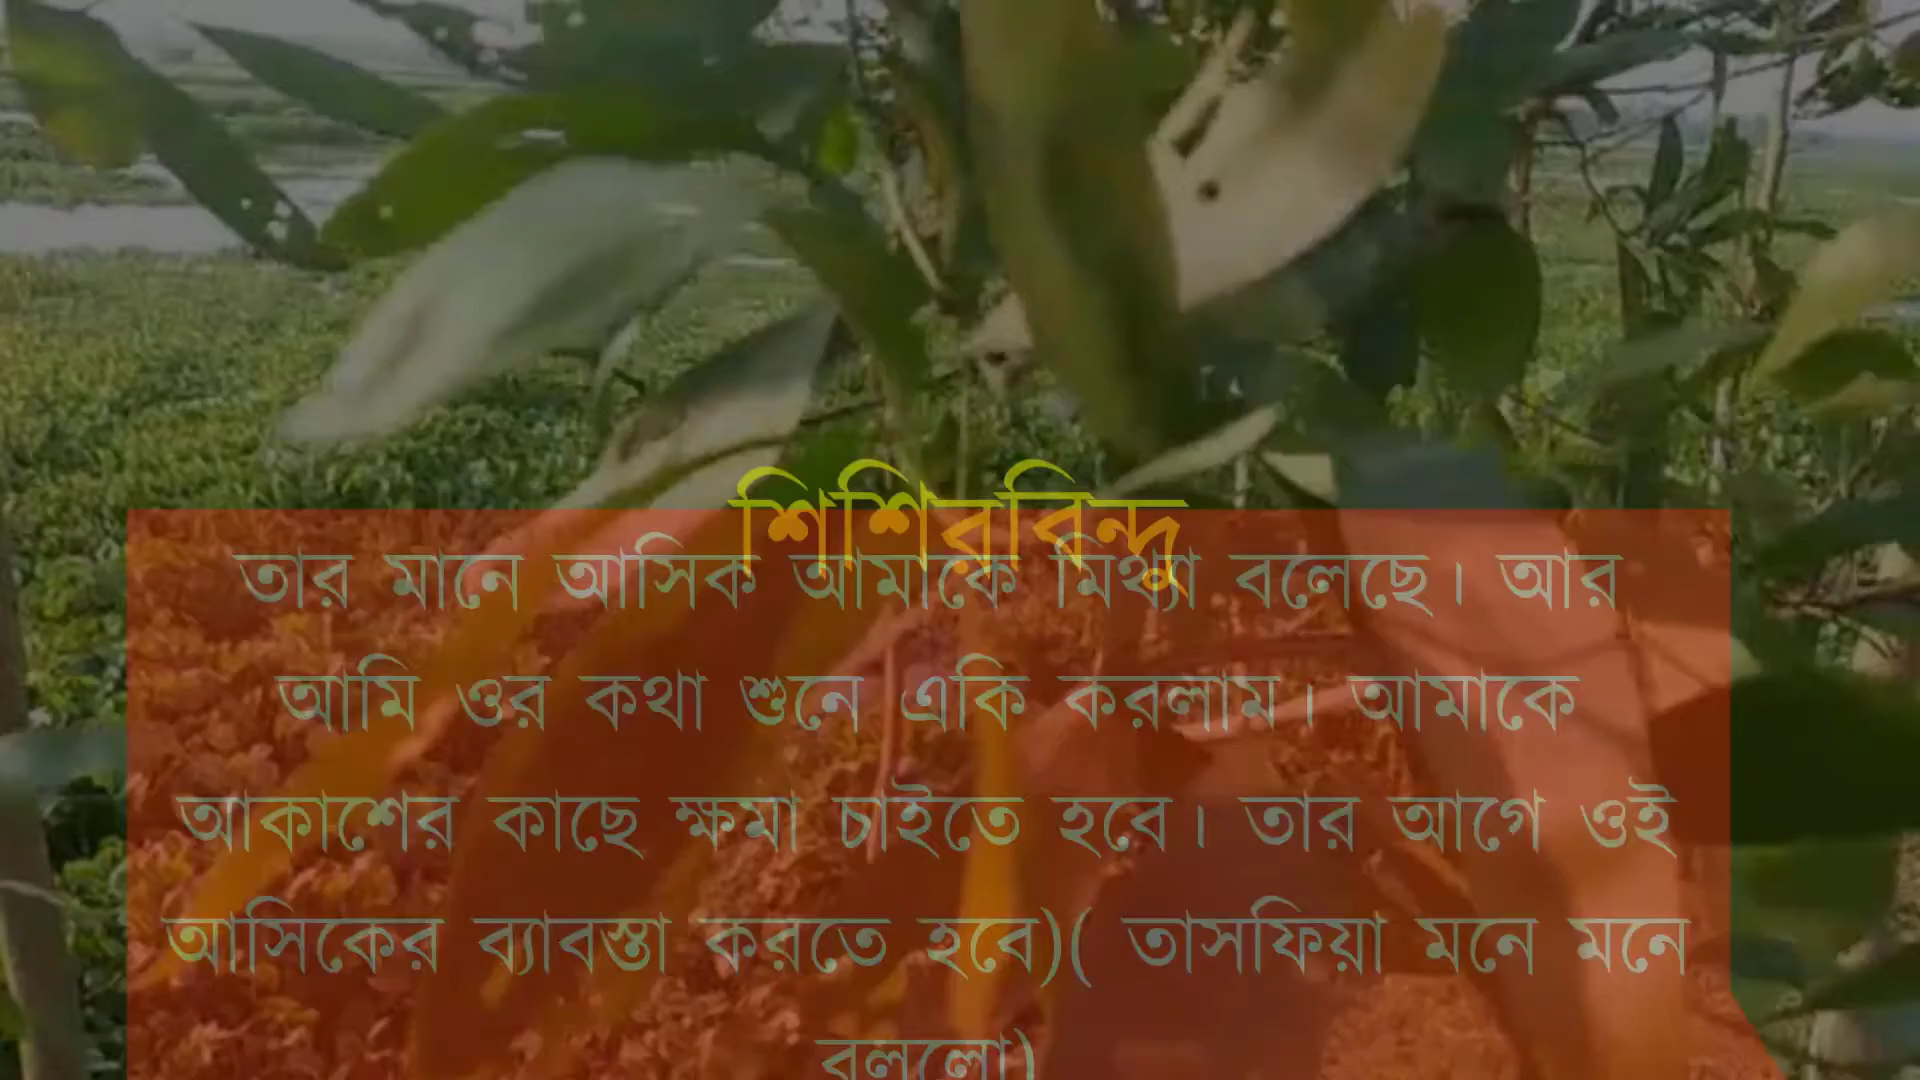 শিশিরবিন্দু
তার মানে আসিক আমাকে মিথ্যা বলেছে। আর
আমি ওর কথা শুনে একি করলাম। আমাকে
আকাশের কাছে ক্ষমা চাইতে হবে। তার আগে ওই
আসিকের ব্যাবস্তা করতে হবে)( তাসফিয়া মনে মনে
বললো)